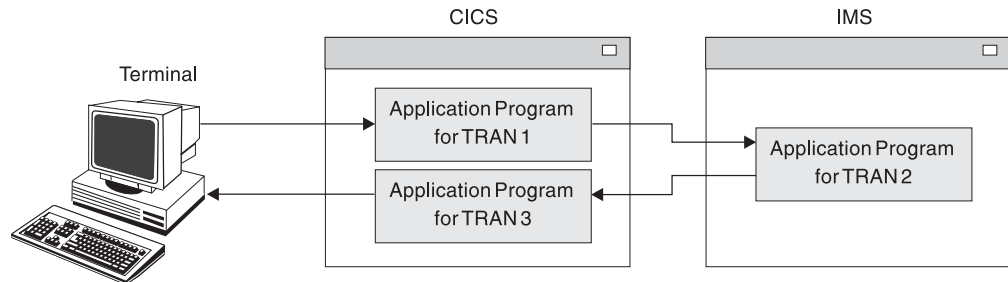 CICS
IMS
Terminal
Application Program
for TRAN 1
Application Program
for TRAN 2
Application Program
for TRAN 3